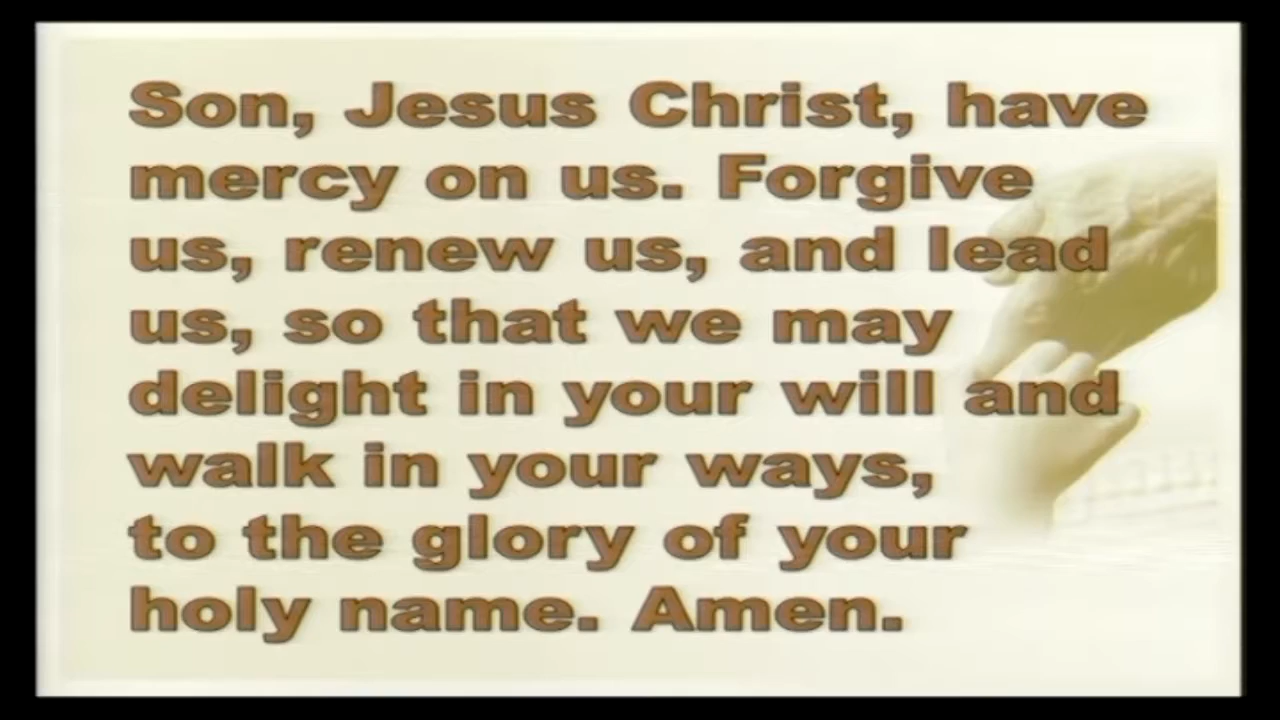 Son, Jesus Christ, have
mercy on us. Forgive
us, renew us, and lead
us, so that we may
delight in your will and
walk in your ways,
to the glory of your
holy name. Amen.